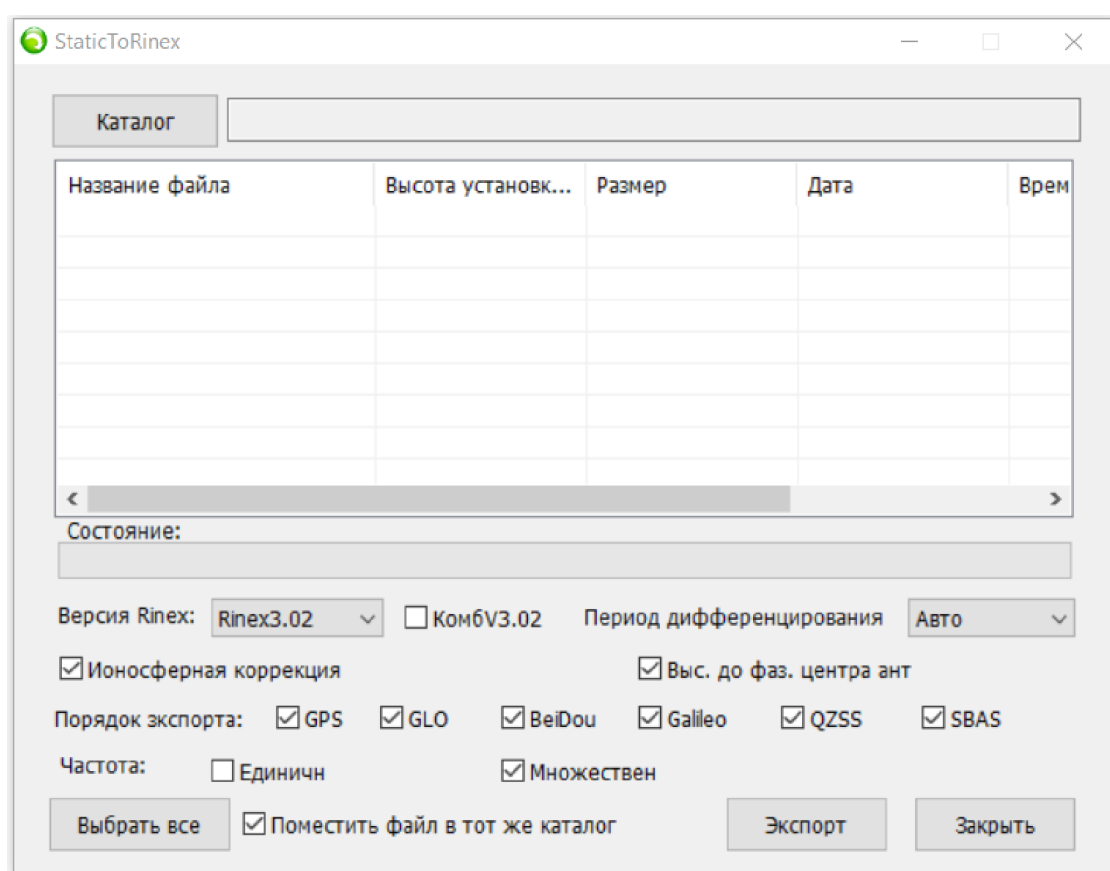 StaticToRinex
Каталог
Название файла Высота установк... Размер Дата Врем
Состояние:
Версия Rinex: Rinex3.02 КомбV3.02 Период дифференцирования Авто
Ионосферная коррекция Выс. до фаз. центра ант
Порядок экспорта: GPS GLO BeiDou Galileo QZSS SBAS
Частота: Единичн Множествен
Выбрать все Поместить файл в тот же каталог Экспорт Закрыть